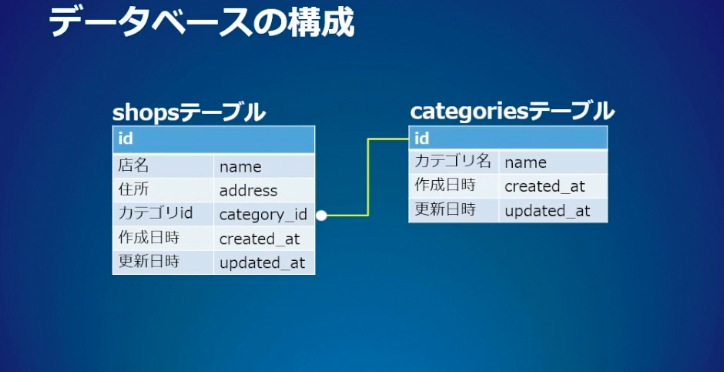 データベースの構成
shopsテーブル
id
店名 name
住所 address
カテゴリid category_id
作成日時 created_at
更新日時 updated_at
categoriesテーブル
id
カテゴリ名 name
作成日時 created_at
更新日時 updated_at